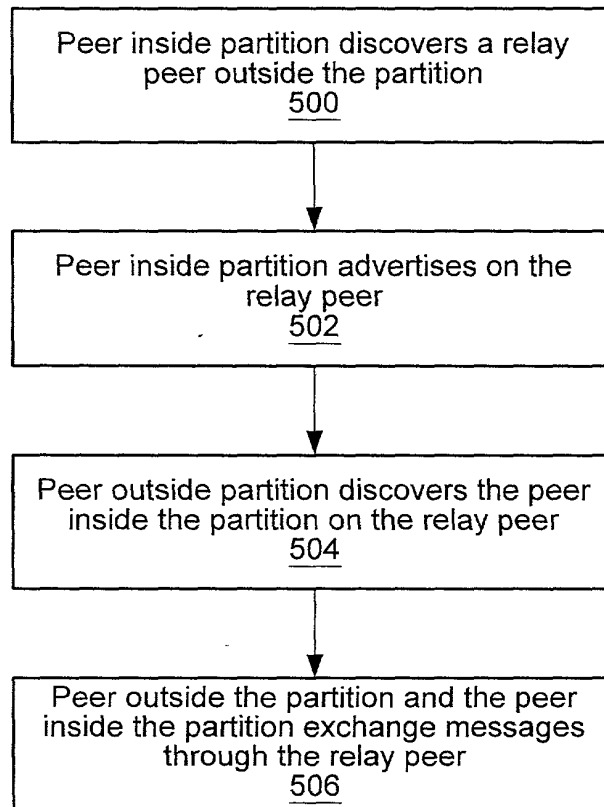 Peer inside partition discovers a relay
peer outside the partition
500
Peer inside partition advertises on the
relay peer
502
Peer outside partition discovers the peer
inside the partition on the relay peer
504
Peer outside the partition and the peer
inside the partition exchange messages
through the relay peer
506